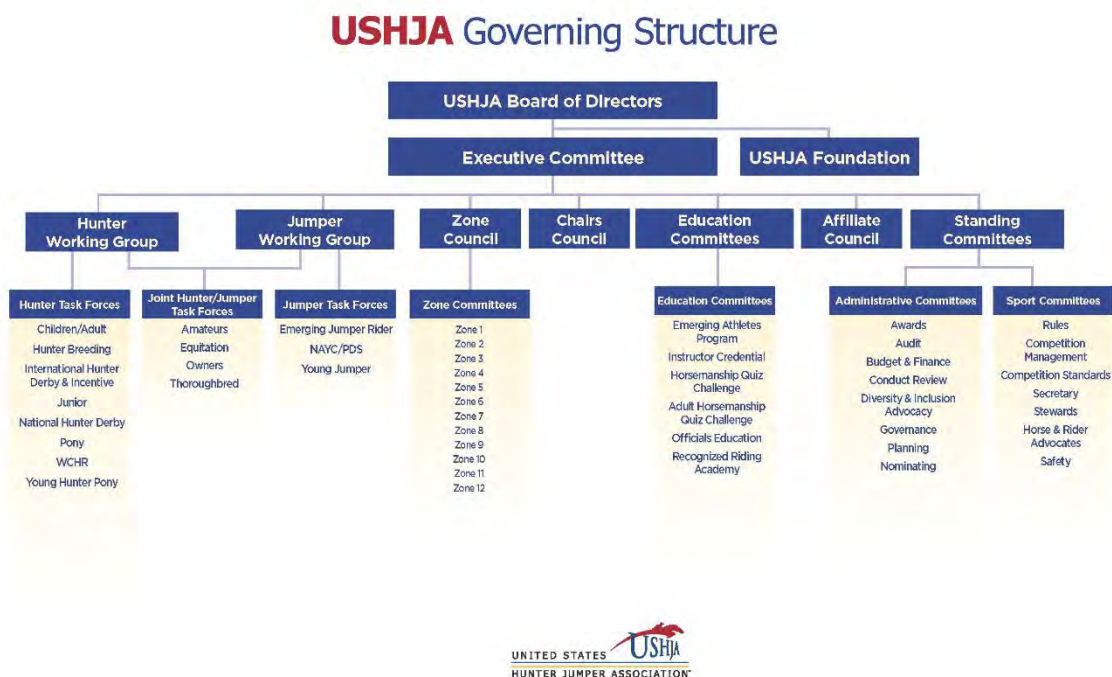 USHJA Governing Structure
USHJA Board of Directors
Executive Committee
USHJA Foundation
Hunter
Working Group
Jumper
Working Group
Zone
Council
Chairs
Council
Education
Committees
Affiliate
Council
Standing
Committees
Hunter Task Forces
Children/Adult
Hunter Breeding
International Hunter
Derby & Incentive
Junior
National Hunter Derby
Pony
WCHR
Young Hunter Pony
Joint Hunter/Jumper
Task Forces
Amateurs
Equitation
Owners
Thoroughbred
Jumper Task Forces
Emerging Jumper Rider
NAYC/PDS
Young Jumper
Zone Committees
Zone 1
Zone 2
Zone 3
Zone 4
Zone 5
Zone 6
Zone 7
Zone 8
Zone 9
Zone 10
Zone 11
Zone 12
Education Committees
Emerging Athletes
Program
Instructor Credential
Horsemanship Quiz
Challenge
Adult Horsemanship
Quiz Challenge
Officials Education
Recognized Riding
Academy
Administrative Committees
Awards
Audit
Budget & Finance
Conduct Review
Diversity & Inclusion
Advocacy
Governance
Planning
Nominating
Sport Committees
Rules
Competition
Management
Competition Standards
Secretary
Stewards
Horse & Rider
Advocates
Safety
UNITED STATES USHJA
HUNTER JUMPER ASSOCIATION™